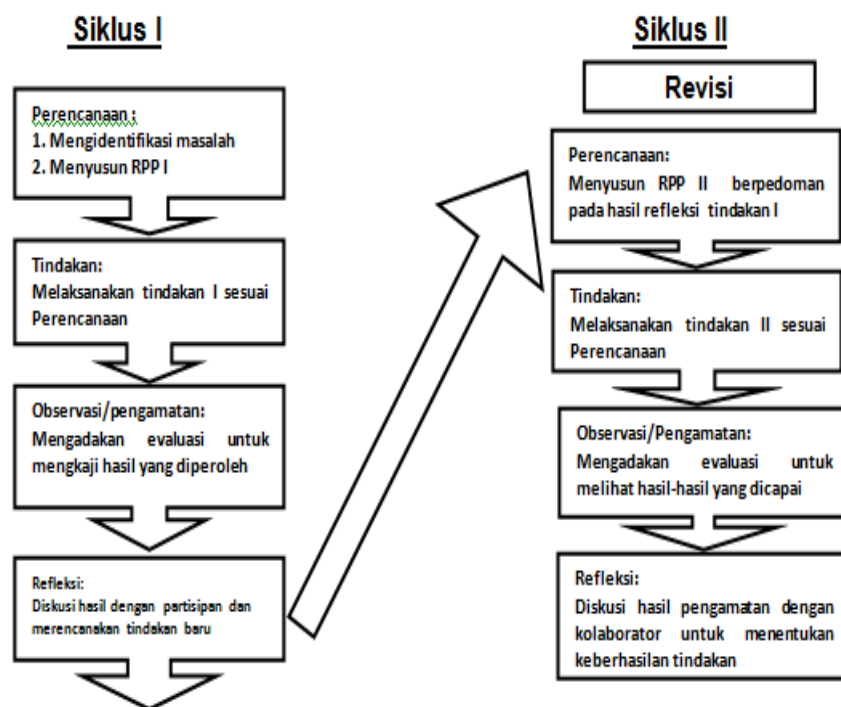 Siklus I
Perencanaan :
1. Mengidentifikasi masalah
2. Menyusun RPP I
Tindakan:
Melaksanakan tindakan I sesuai
Perencanaan
Observasi/pengamatan:
Mengadakan evaluasi untuk
mengkaji hasil yang diperoleh
Refleksi:
Diskusi hasil dengan partisipan dan
merencanakan tindakan baru
Siklus II
Revisi
Perencanaan:
Menyusun RPP II berpedoman
pada hasil refleksi tindakan I
Tindakan:
Melaksanakan tindakan II sesuai
Perencanaan
Observasi/Pengamatan:
Mengadakan evaluasi untuk
melihat hasil-hasil yang dicapai
Refleksi:
Diskusi hasil pengamatan dengan
kolaborator untuk menentukan
keberhasilan tindakan